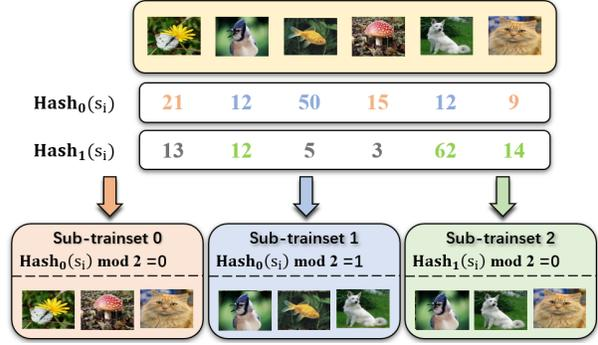 Hash₀(sᵢ) 21 12 50 15 12 9
Hash₁(sᵢ) 13 12 5 3 62 14
Sub-trainset 0 Sub-trainset 1 Sub-trainset 2
Hash₀(sᵢ) mod 2 =0 Hash₀(sᵢ) mod 2 =1 Hash₁(sᵢ) mod 2 =0